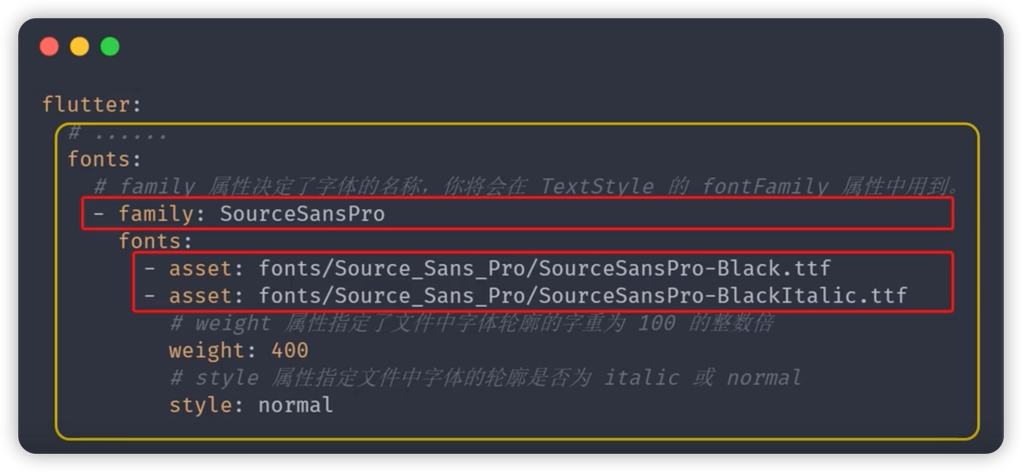 flutter:
# ......
fonts:
# family 属性决定了字体的名称，你将会在 TextStyle 的 fontFamily 属性中用到。
- family: SourceSansPro
fonts:
- asset: fonts/Source_Sans_Pro/SourceSansPro-Black.ttf
- asset: fonts/Source_Sans_Pro/SourceSansPro-BlackItalic.ttf
# weight 属性指定了文件中字体轮廓的字重为 100 的整数倍
weight: 400
# style 属性指定文件中字体的轮廓是否为 italic 或 normal
style: normal